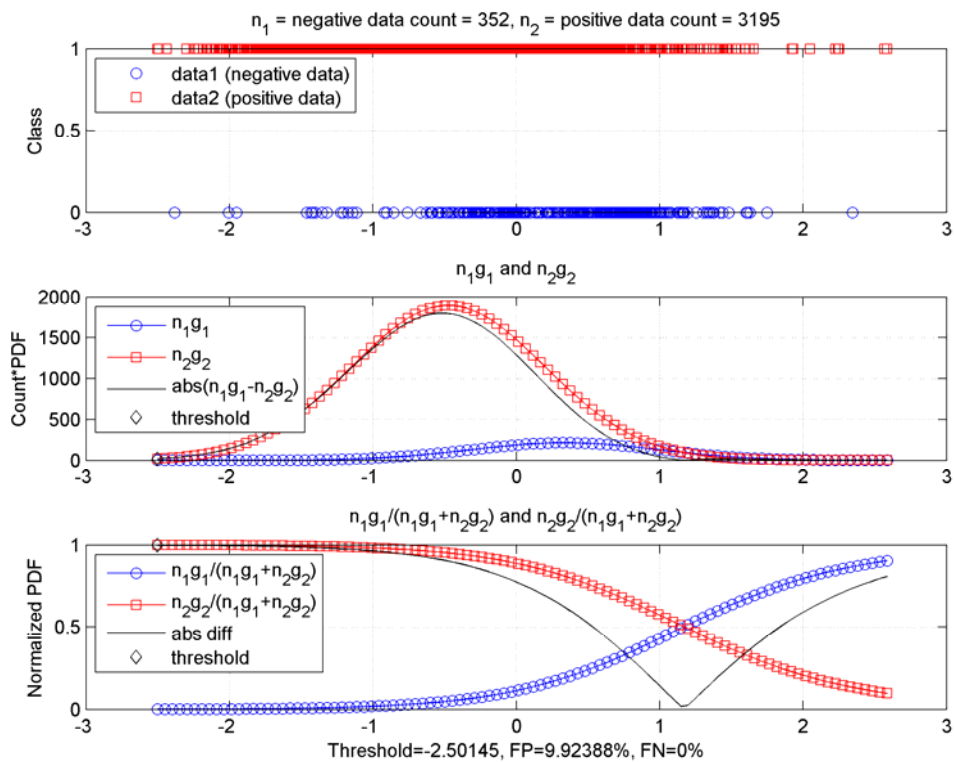 n1 = negative data count = 352, n2 = positive data count = 3195
1
0.5
0
Class
data1 (negative data)
data2 (positive data)
-3 -2 -1 0 1 2 3
n1g1 and n2g2
2000
1500
1000
500
0
Count*PDF
n1g1
n2g2
abs(n1g1-n2g2)
threshold
-3 -2 -1 0 1 2 3
n1g1/(n1g1+n2g2) and n2g2/(n1g1+n2g2)
1
0.5
0
Normalized PDF
n1g1/(n1g1+n2g2)
n2g2/(n1g1+n2g2)
abs diff
threshold
-3 -2 -1 0 1 2 3
Threshold=-2.50145, FP=9.92388%, FN=0%